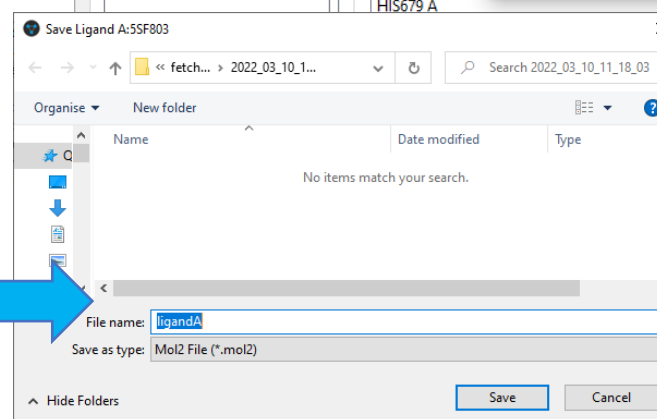 HIS679 A
Save Ligand A:5SF803
« fetch... › 2022_03_10_1...
Search 2022_03_10_11_18_03
Organise
New folder
Name
Date modified
Type
Q
No items match your search.
File name: ligandA
Save as type: Mol2 File (*.mol2)
Hide Folders
Save
Cancel